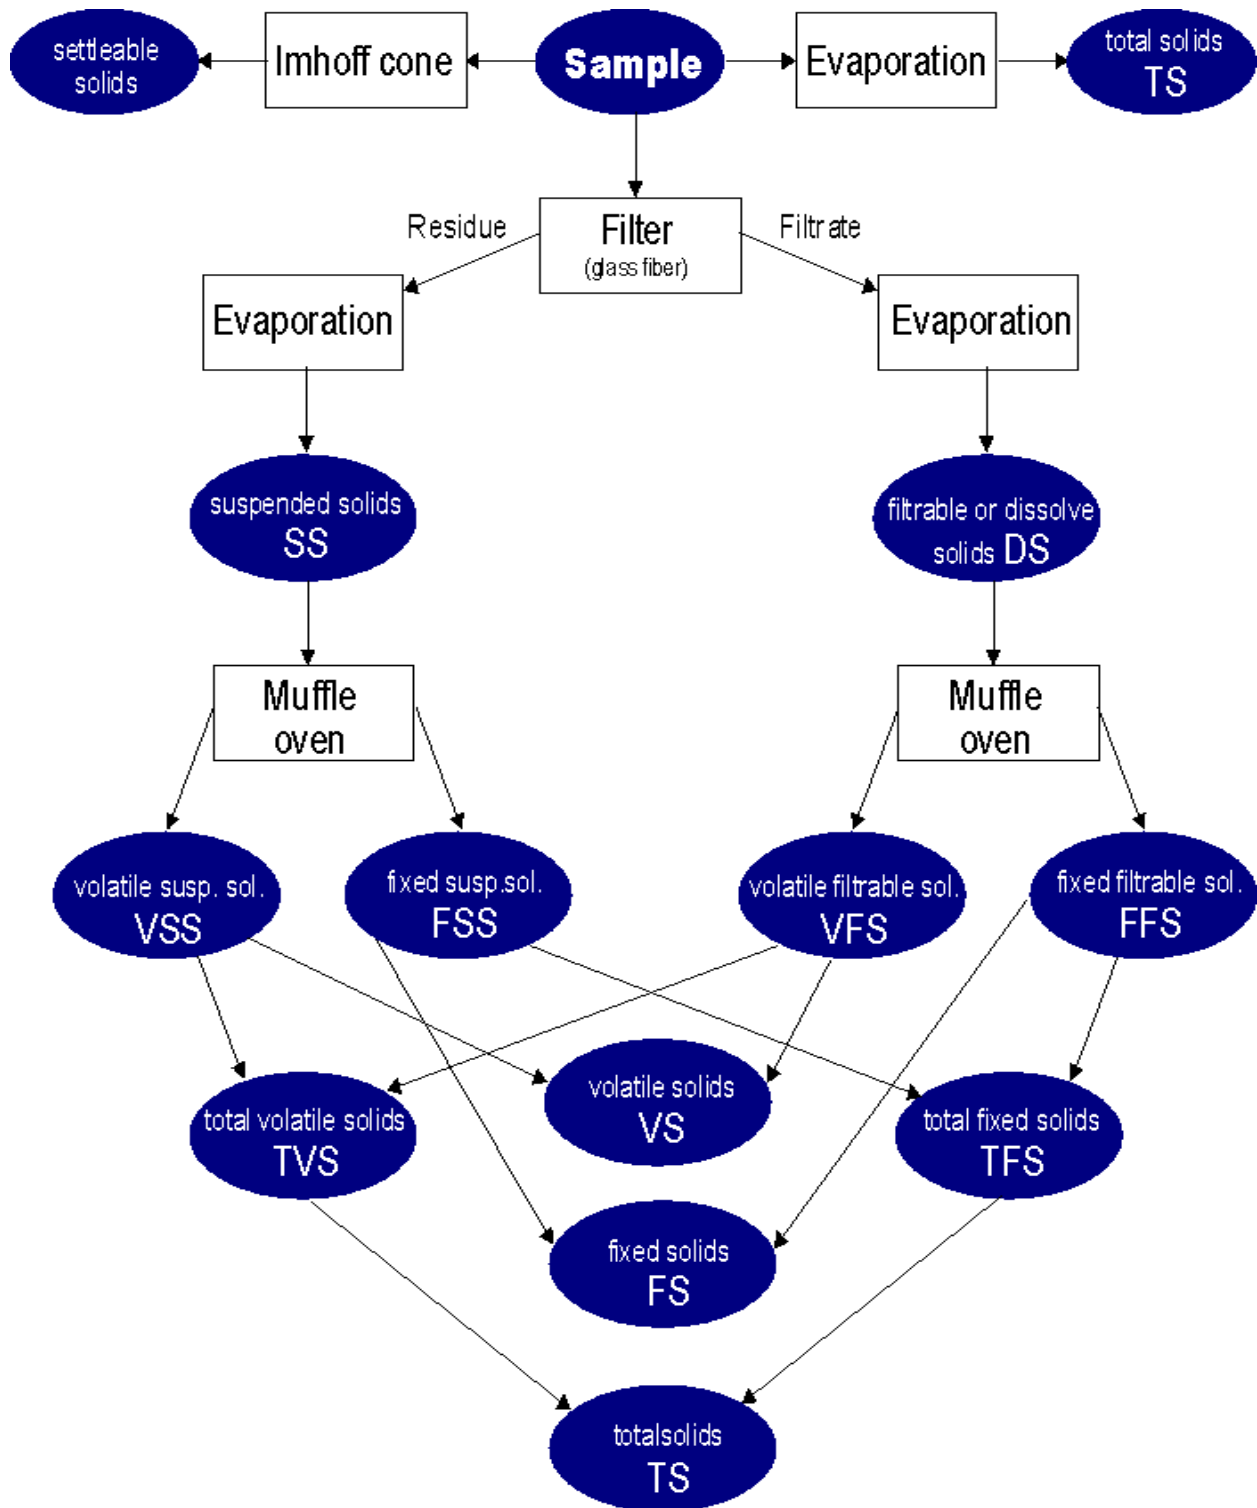 settleable
solids
Imhoff cone
Sample
Evaporation
total solids
TS
Residue
Filter
(glass fiber)
Filtrate
Evaporation
Evaporation
suspended solids
SS
filtrable or dissolve
solids DS
Muffle
oven
Muffle
oven
volatile susp. sol.
VSS
fixed susp.sol.
FSS
volatile filtrable sol.
VFS
fixed filtrable sol.
FFS
total volatile solids
TVS
volatile solids
VS
total fixed solids
TFS
fixed solids
FS
totalsolids
TS